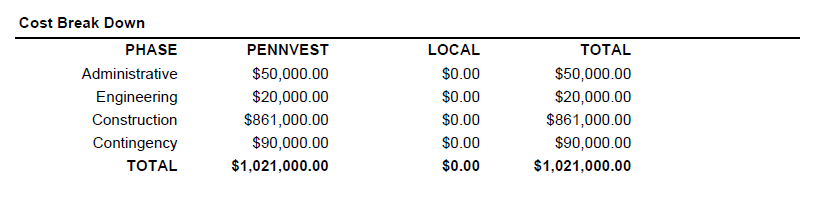 Cost Break Down
PHASE PENNVEST LOCAL TOTAL
Administrative $50,000.00 $0.00 $50,000.00
Engineering $20,000.00 $0.00 $20,000.00
Construction $861,000.00 $0.00 $861,000.00
Contingency $90,000.00 $0.00 $90,000.00
TOTAL $1,021,000.00 $0.00 $1,021,000.00